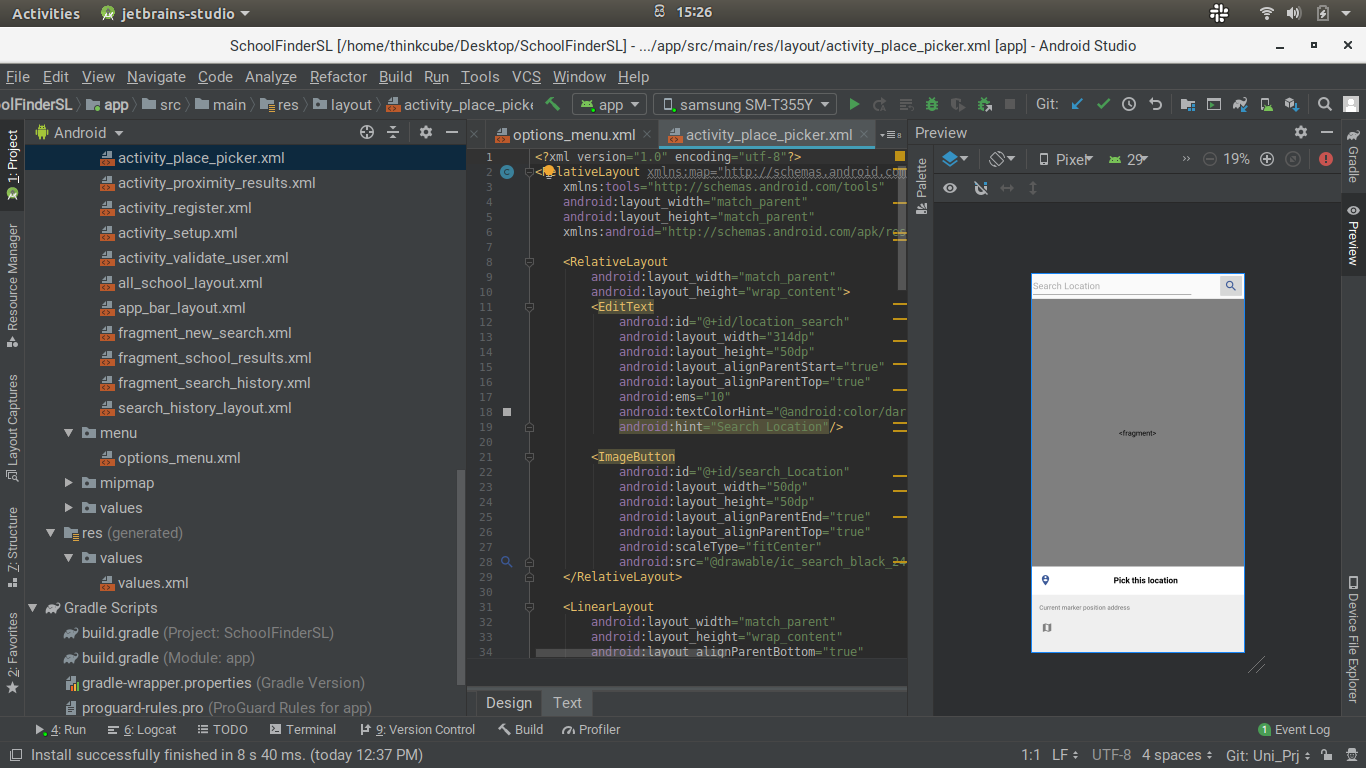 Activities jetbrains-studio 15:26
SchoolFinderSL [/home/thinkcube/Desktop/SchoolFinderSL] - .../app/src/main/res/layout/activity_place_picker.xml [app] - Android Studio
File Edit View Navigate Code Analyze Refactor Build Run Tools VCS Window Help
olFinderSL app src main res layout activity_place_picke app samsung SM-T355Y Git:
1: Project
Resource Manager
Layout Captures
7: Structure
2: Favorites
Android
activity_place_picker.xml
activity_proximity_results.xml
activity_register.xml
activity_setup.xml
activity_validate_user.xml
all_school_layout.xml
app_bar_layout.xml
fragment_new_search.xml
fragment_school_results.xml
fragment_search_history.xml
search_history_layout.xml
menu
options_menu.xml
mipmap
values
res (generated)
values
values.xml
Gradle Scripts
build.gradle (Project: SchoolFinderSL)
build.gradle (Module: app)
gradle-wrapper.properties (Gradle Version)
proguard-rules.pro (ProGuard Rules for app)
options_menu.xml activity_place_picker.xml 8
1 <?xml version="1.0" encoding="utf-8"?>
2 <RelativeLayout xmlns:map="http://schemas.android.co
3 xmlns:tools="http://schemas.android.com/tools"
4 android:layout_width="match_parent"
5 android:layout_height="match_parent"
6 xmlns:android="http://schemas.android.com/apk/res
7
8 <RelativeLayout
9 android:layout_width="match_parent"
10 android:layout_height="wrap_content">
11 <EditText
12 android:id="@+id/location_search"
13 android:layout_width="314dp"
14 android:layout_height="50dp"
15 android:layout_alignParentStart="true"
16 android:layout_alignParentTop="true"
17 android:ems="10"
18 android:textColorHint="@android:color/dar
19 android:hint="Search Location"/>
20
21 <ImageButton
22 android:id="@+id/search_Location"
23 android:layout_width="50dp"
24 android:layout_height="50dp"
25 android:layout_alignParentEnd="true"
26 android:layout_alignParentTop="true"
27 android:scaleType="fitCenter"
28 android:src="@drawable/ic_search_black_24
29 </RelativeLayout>
30
31 <LinearLayout
32 android:layout_width="match_parent"
33 android:layout_height="wrap_content"
34 android:layout_alignParentBottom="true"
Design Text
Preview
Palette
Pixel 29 19%
Search Location
<fragment>
Pick this location
Current marker position address
Gradle
Preview
Device File Explorer
4: Run 6: Logcat TODO Terminal 9: Version Control Build Profiler 1 Event Log
Install successfully finished in 8 s 40 ms. (today 12:37 PM) 1:1 LF UTF-8 4 spaces Git: Uni_Prj